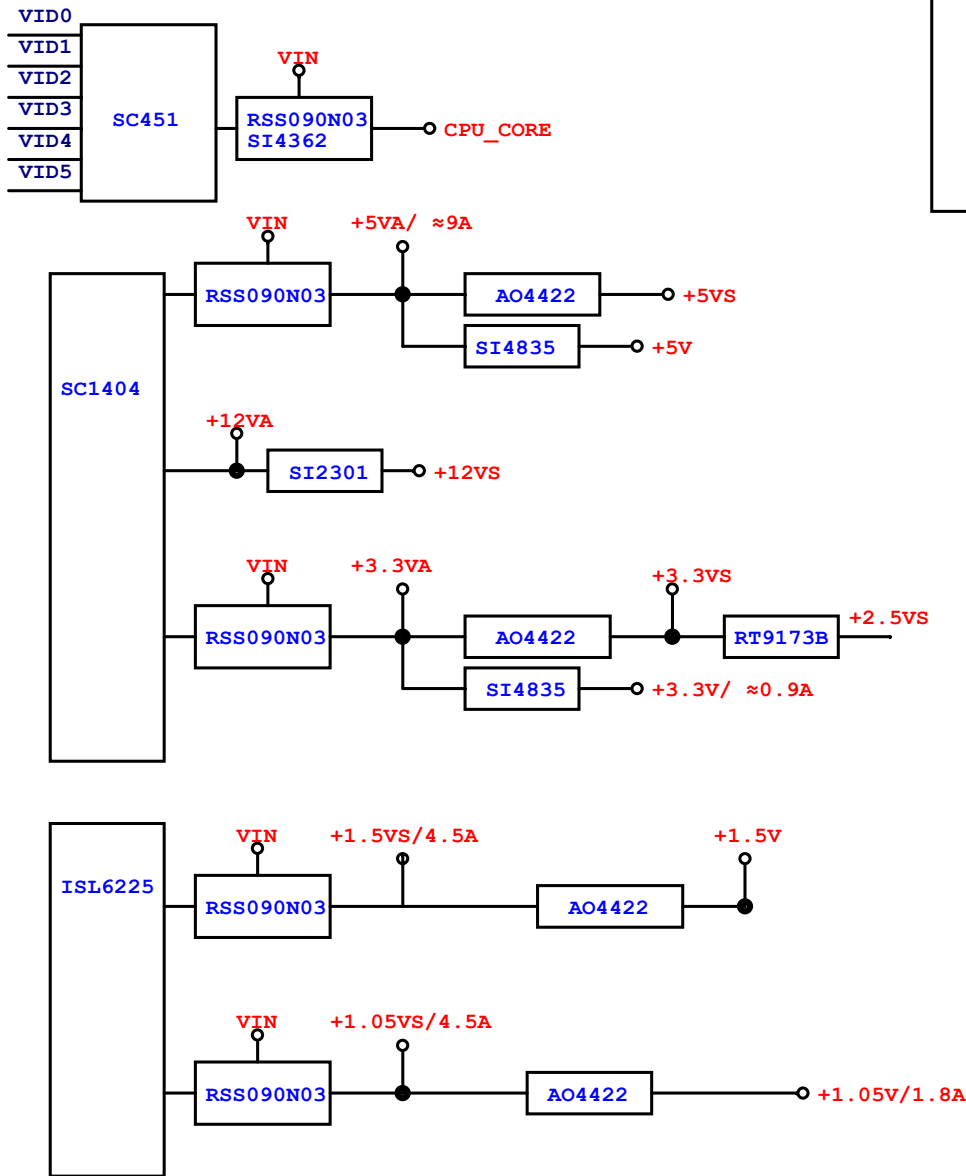 VID0
VID1
VID2
VID3
VID4
VID5
SC451
VIN
RSS090N03
SI4362
CPU_CORE
VIN
+5VA/ ≈9A
RSS090N03
AO4422
+5VS
SI4835
+5V
SC1404
+12VA
SI2301
+12VS
VIN
+3.3VA
+3.3VS
RSS090N03
AO4422
RT9173B
+2.5VS
SI4835
+3.3V/ ≈0.9A
ISL6225
VIN
+1.5VS/4.5A
+1.5V
RSS090N03
AO4422
VIN
+1.05VS/4.5A
RSS090N03
AO4422
+1.05V/1.8A